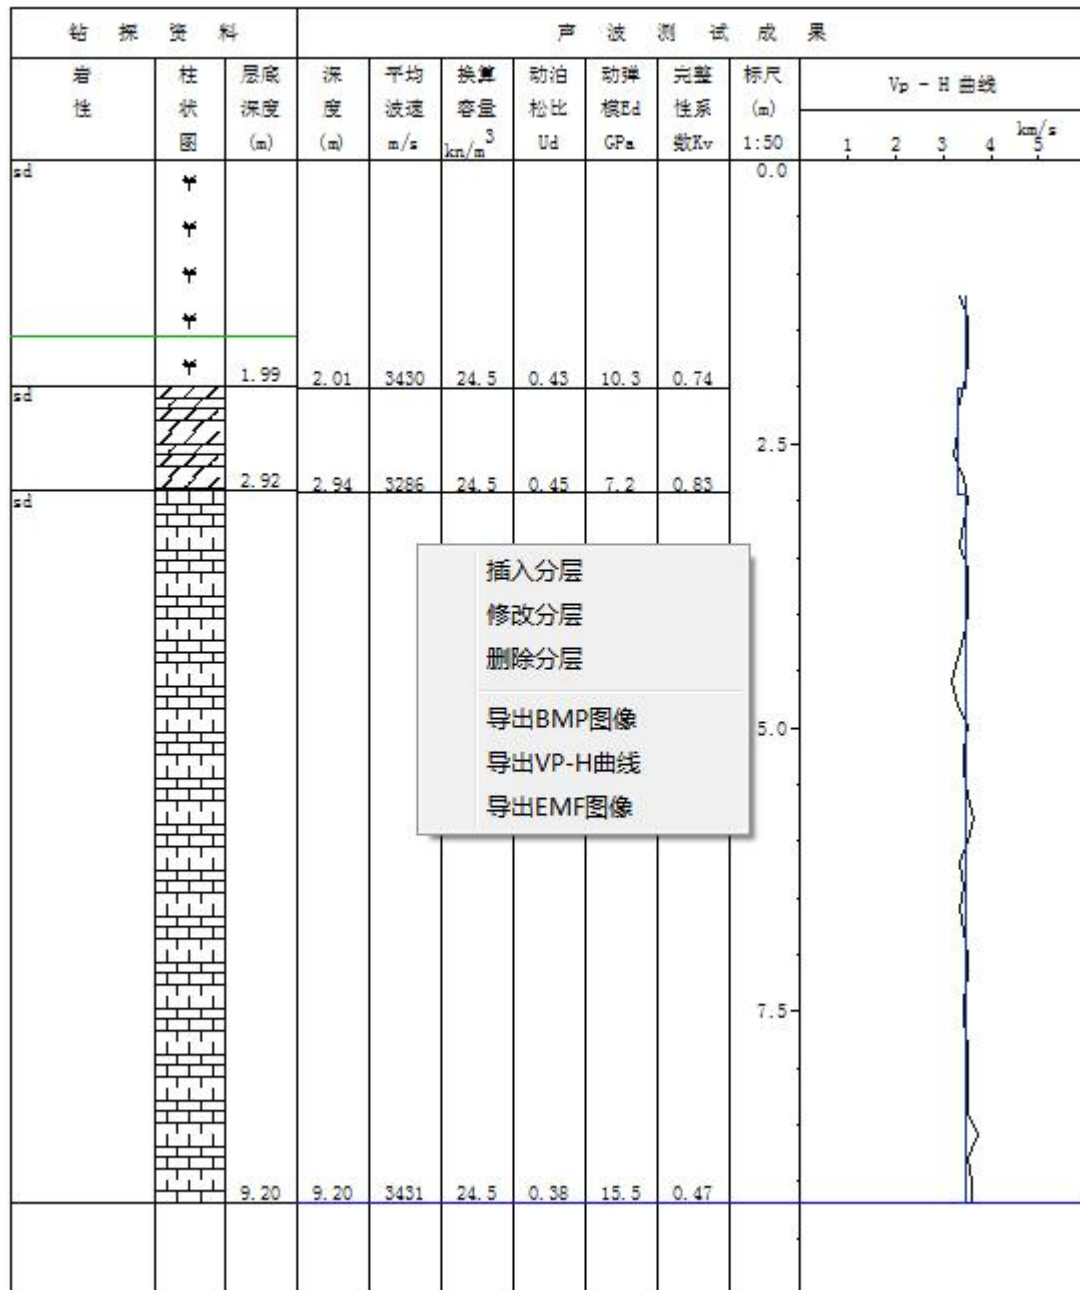 钻 探 资 料 声 波 测 试 成 果
岩 柱 层底 深 平均 换算 动泊 动弹 完整 标尺 Vp - H 曲线
性 状 深度 度 波速 容量 松比 模Ed 性系 (m)
图 (m) (m) m/s kn/m3 Ud GPa 数Kv 1:50 km/s
1 2 3 4 5
sd 0.0
1.99 2.01 3430 24.5 0.43 10.3 0.74
sd
2.5
2.92 2.94 3286 24.5 0.45 7.2 0.83
sd
插入分层
修改分层
删除分层
导出BMP图像
5.0
导出VP-H曲线
导出EMF图像
7.5
9.20 9.20 3431 24.5 0.38 15.5 0.47